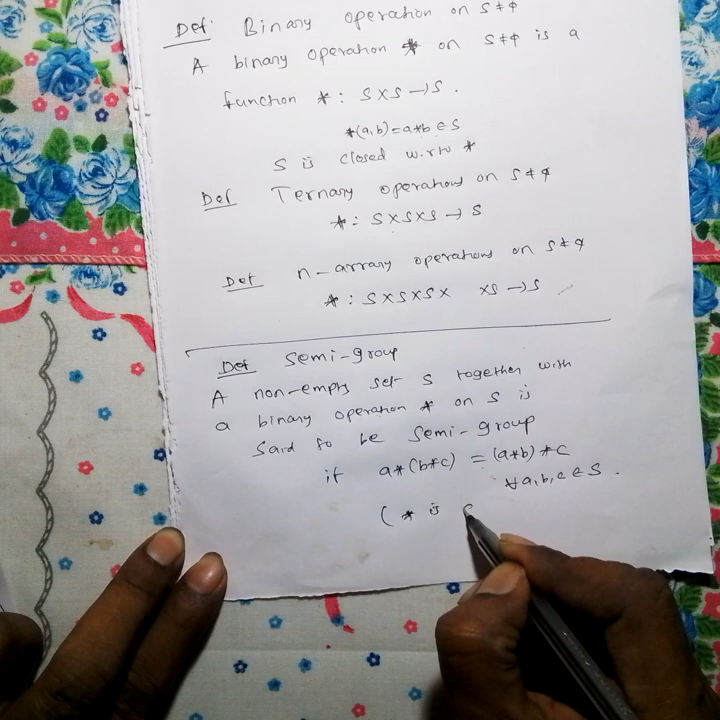 Def: Binary operation on S≠φ
A binary operation * on S≠φ is a
function *: S×S→S.
*(a,b)=a*b ∈ S
S is closed w.r.to *
Def Ternary operation on S≠φ
*: S×S×S → S
Def n-arrary operation on S≠φ
*: S×S×S× ×S →S
Def Semi-group
A non-empty set S together with
a binary operation * on S is
said to be Semi-group
if a*(b*c) = (a*b)*c
∀a,b,c ∈ S.
( * is